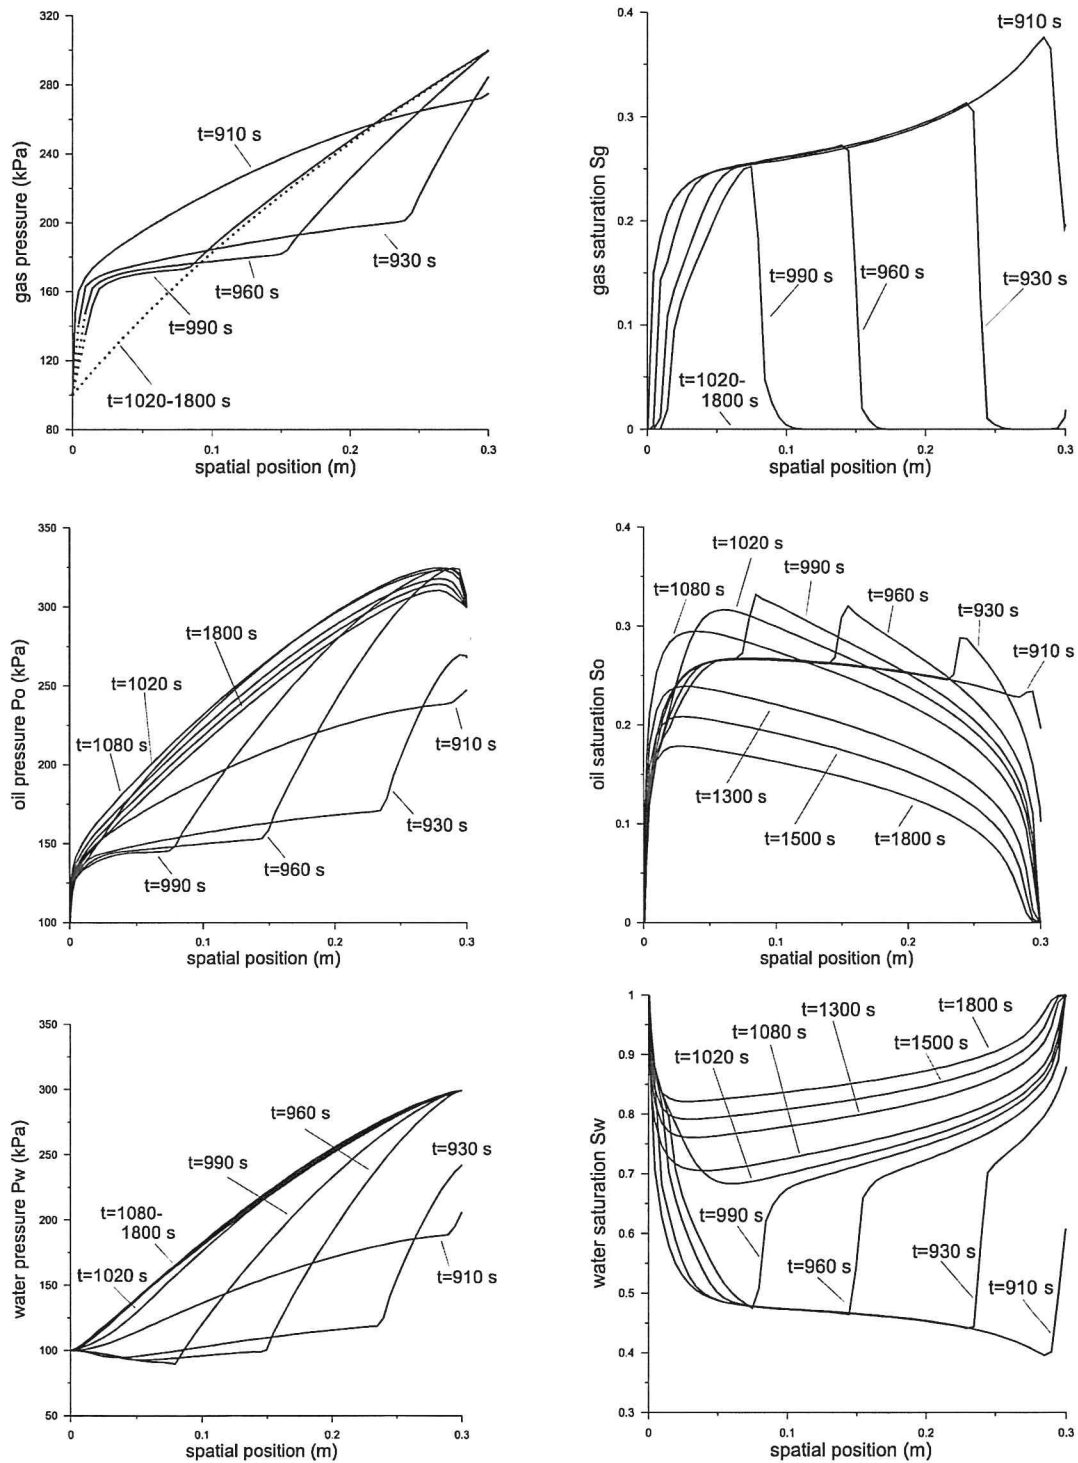 320
280
240
200
160
120
80
gas pressure (kPa)
t=910 s
t=930 s
t=960 s
t=990 s
t=1020-1800 s
0
0.1
0.2
0.3
spatial position (m)
0.4
0.3
0.2
0.1
0
gas saturation Sg
t=910 s
t=990 s
t=960 s
t=930 s
t=1020-
1800 s
0
0.1
0.2
0.3
spatial position (m)
350
300
250
200
150
100
oil pressure Po (kPa)
t=1800 s
t=1020 s
t=1080 s
t=910 s
t=930 s
t=960 s
t=990 s
0
0.1
0.2
0.3
spatial position (m)
0.4
0.3
0.2
0.1
0
oil saturation So
t=1020 s
t=990 s
t=1080 s
t=960 s
t=930 s
t=910 s
t=1300 s
t=1500 s
t=1800 s
0
0.1
0.2
0.3
spatial position (m)
350
300
250
200
150
100
50
water pressure Pw (kPa)
t=960 s
t=930 s
t=990 s
t=1080-
1800 s
t=1020 s
t=910 s
0
0.1
0.2
0.3
spatial position (m)
1
0.9
0.8
0.7
0.6
0.5
0.4
0.3
water saturation Sw
t=1800 s
t=1300 s
t=1080 s
t=1500 s
t=1020 s
t=990 s
t=960 s
t=930 s
t=910 s
0
0.1
0.2
0.3
spatial position (m)